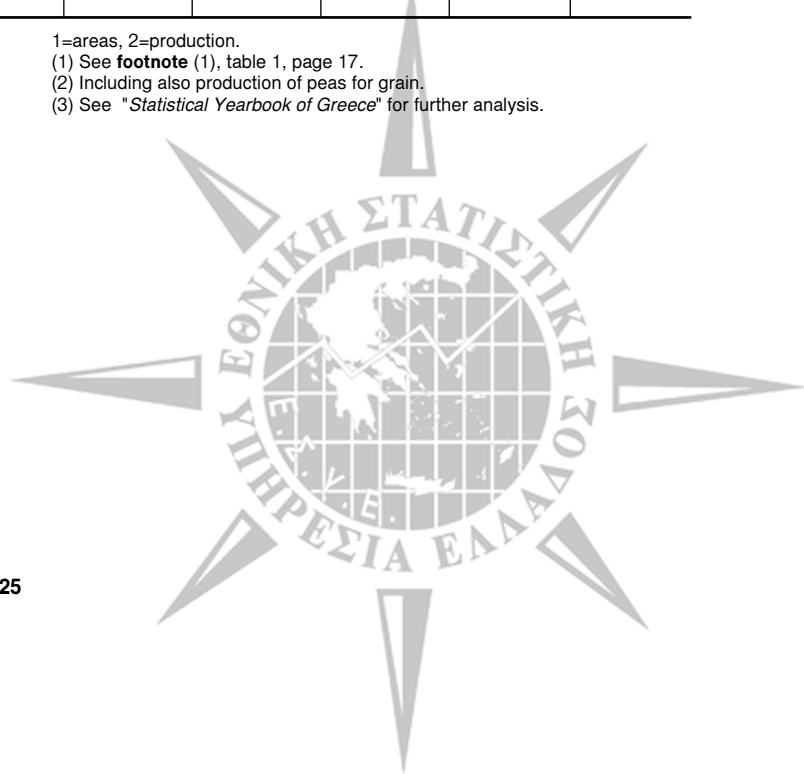 1=areas, 2=production.
(1) See footnote (1), table 1, page 17.
(2) Including also production of peas for grain.
(3) See "Statistical Yearbook of Greece" for further analysis.
ΕΘΝΙΚΗ ΣΤΑΤΙΣΤΙΚΗ
ΥΠΗΡΕΣΙΑ ΕΛΛΑΔΟΣ
Ε.Σ.Υ.Ε.
25